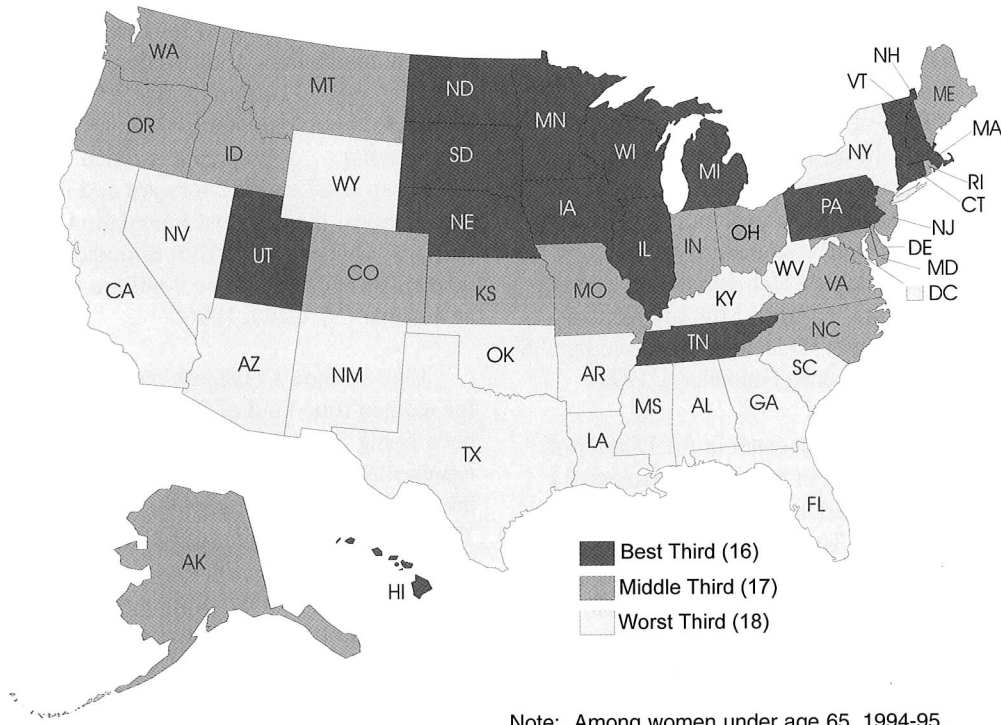 WA
MT
ND
MN
OR
ID
SD
WI
MI
WY
NE
IA
NV
UT
CO
IL
IN
OH
PA
NY
VT
NH
ME
MA
RI
CT
NJ
DE
MD
DC
WV
VA
KY
KS
MO
CA
AZ
NM
OK
AR
TN
NC
SC
MS
AL
GA
TX
LA
FL
AK
HI
Best Third (16)
Middle Third (17)
Worst Third (18)
Note: Among women under age 65, 1994-95